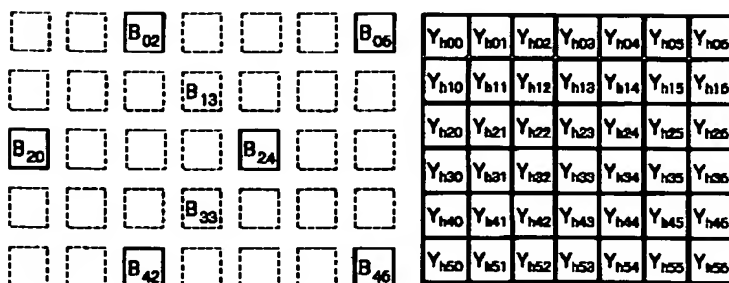 B02 B06
B13
B20 B24
B33
B42 B46
Yh00 Yh01 Yh02 Yh03 Yh04 Yh05 Yh06
Yh10 Yh11 Yh12 Yh13 Yh14 Yh15 Yh16
Yh20 Yh21 Yh22 Yh23 Yh24 Yh25 Yh26
Yh30 Yh31 Yh32 Yh33 Yh34 Yh35 Yh36
Yh40 Yh41 Yh42 Yh43 Yh44 Yh45 Yh46
Yh50 Yh51 Yh52 Yh53 Yh54 Yh55 Yh56